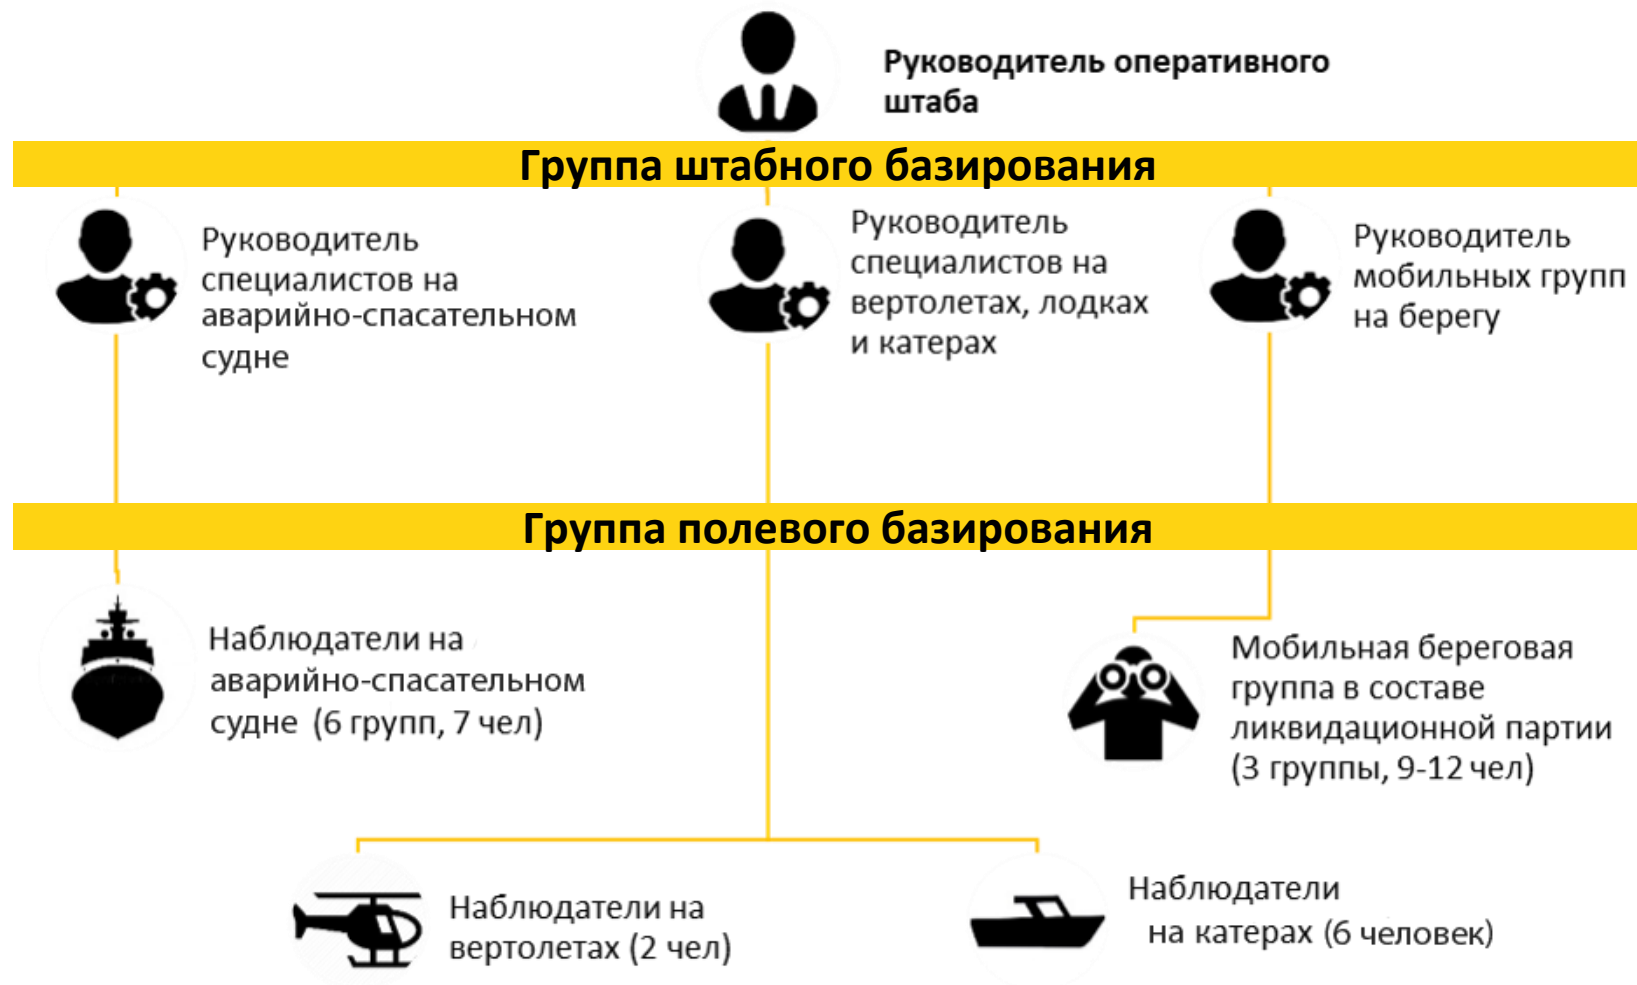 Руководитель оперативного
штаба
Группа штабного базирования
Руководитель
специалистов на
аварийно-спасательном
судне
Руководитель
специалистов на
вертолетах, лодках
и катерах
Руководитель
мобильных групп
на берегу
Группа полевого базирования
Наблюдатели на
аварийно-спасательном
судне (6 групп, 7 чел)
Мобильная береговая
группа в составе
ликвидационной партии
(3 группы, 9-12 чел)
Наблюдатели на
вертолетах (2 чел)
Наблюдатели
на катерах (6 человек)